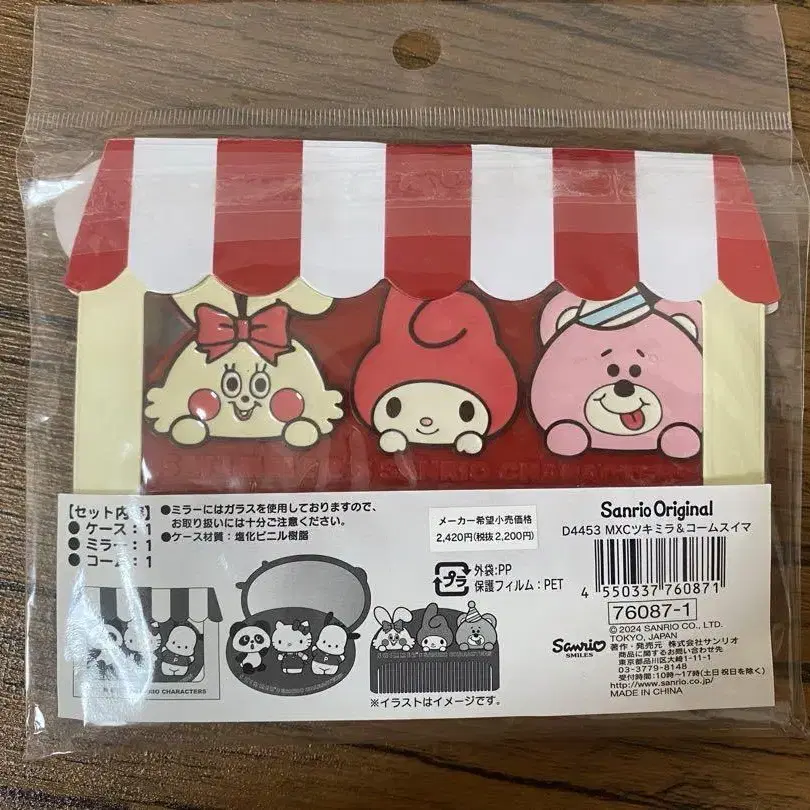 SANRIO CHARACTERS
【セット内容】
●ケース：1
●ミラー：1
●コーム：1
●ミラーにはガラスを使用しておりますので、
お取り扱いには十分ご注意ください。
●ケース材質：塩化ビニル樹脂
メーカー希望小売価格
2,420円(税抜2,200円)
プラ
外袋:PP
保護フィルム:PET
SANRIO CHARACTERS
※イラストはイメージです。
Sanrio Original
D4453 MXCツキミラ＆コームスイマ
4 550337 760871
76087-1
Sanrio
SMILES
© 2024 SANRIO CO., LTD.
TOKYO, JAPAN
著作・発売元 株式会社サンリオ
商品に関するお問い合わせ先
東京都品川区大崎1-11-1
03-3779-8148
受付時間:10時～17時(土日祝日を除く)
http://www.sanrio.co.jp/
MADE IN CHINA